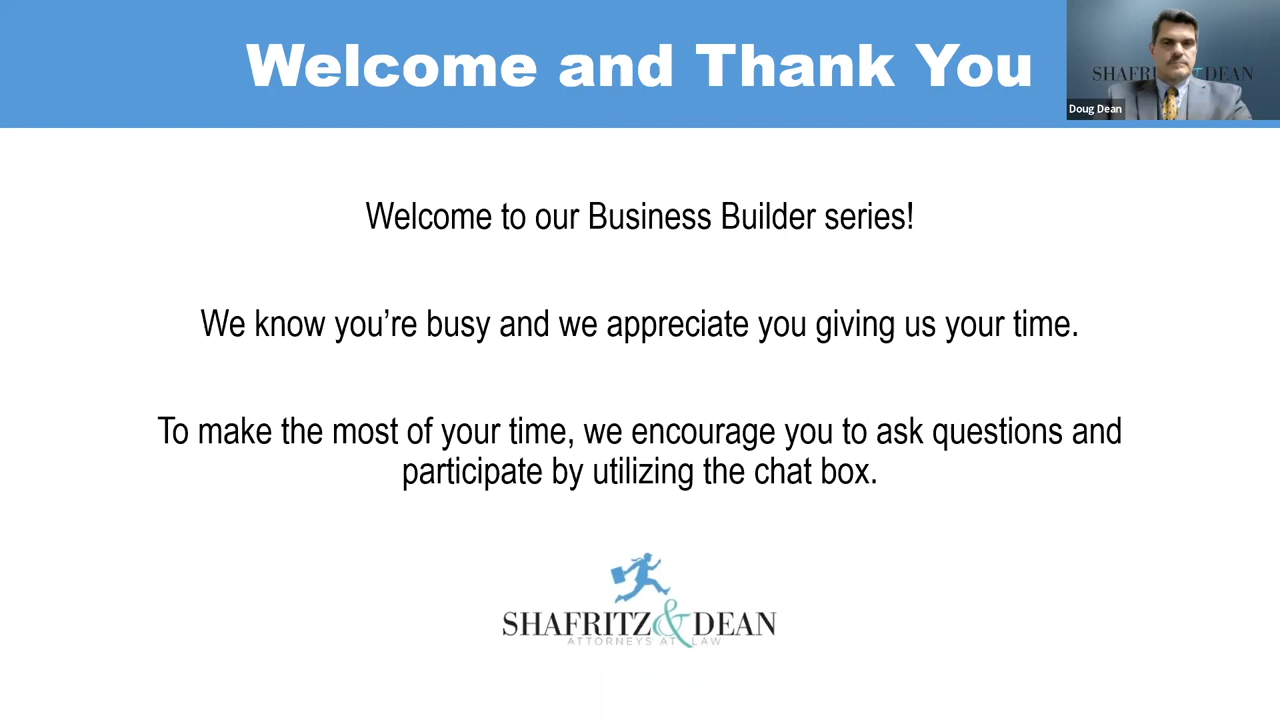 Welcome and Thank You
Doug Dean
Welcome to our Business Builder series!
We know you’re busy and we appreciate you giving us your time.
To make the most of your time, we encourage you to ask questions and
participate by utilizing the chat box.
SHAFRITZ & DEAN
ATTORNEYS AT LAW